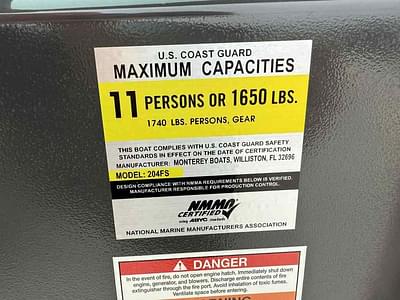 U.S. COAST GUARD
MAXIMUM CAPACITIES
11 PERSONS OR 1650 LBS.
1740 LBS. PERSONS, GEAR
THIS BOAT COMPLIES WITH U.S. COAST GUARD SAFETY
STANDARDS IN EFFECT ON THE DATE OF CERTIFICATION
MANUFACTURER: MONTEREY BOATS, WILLISTON, FL 32696
MODEL: 204FS
DESIGN COMPLIANCE WITH NMMA REQUIREMENTS BELOW IS VERIFIED.
MANUFACTURER RESPONSIBLE FOR PRODUCTION CONTROL.
NMMA
CERTIFIED
using ABYC standards
NATIONAL MARINE MANUFACTURERS ASSOCIATION
DANGER
In the event of fire, do not open engine hatch. Immediately shut down
engine, generator, and blowers. Discharge entire contents of fire
extinguisher through the fire port. Avoid inhalation of toxic fumes.
Ventilate space before entering.
WARNING